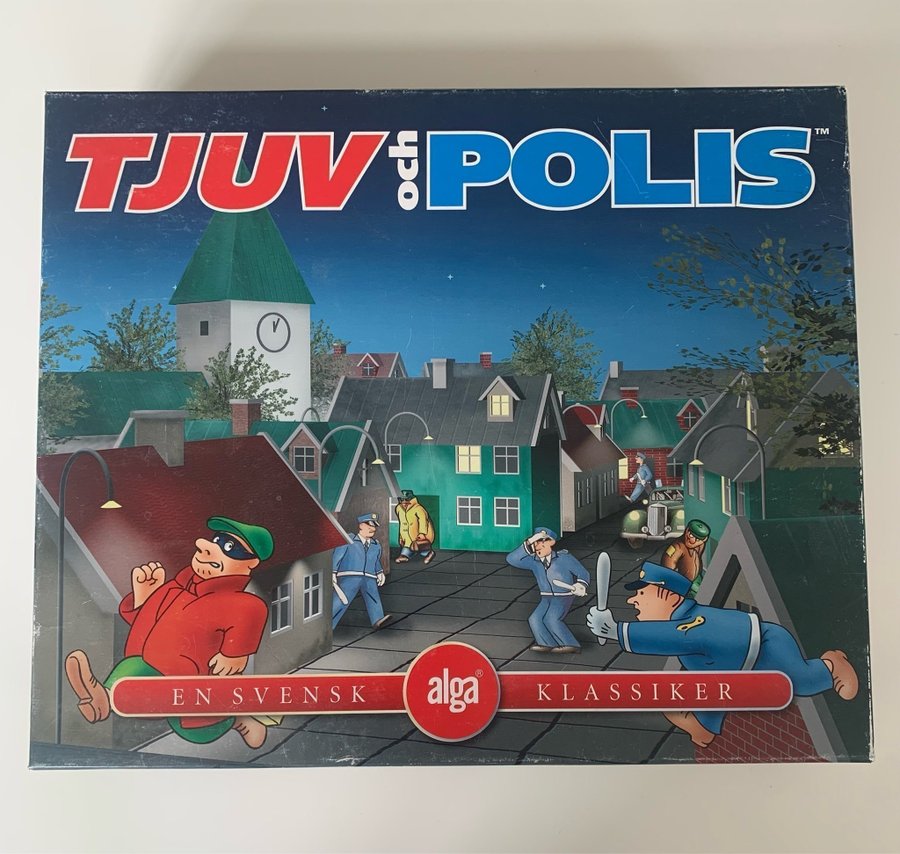 TJUV och POLIS™
EN SVENSK alga® KLASSIKER